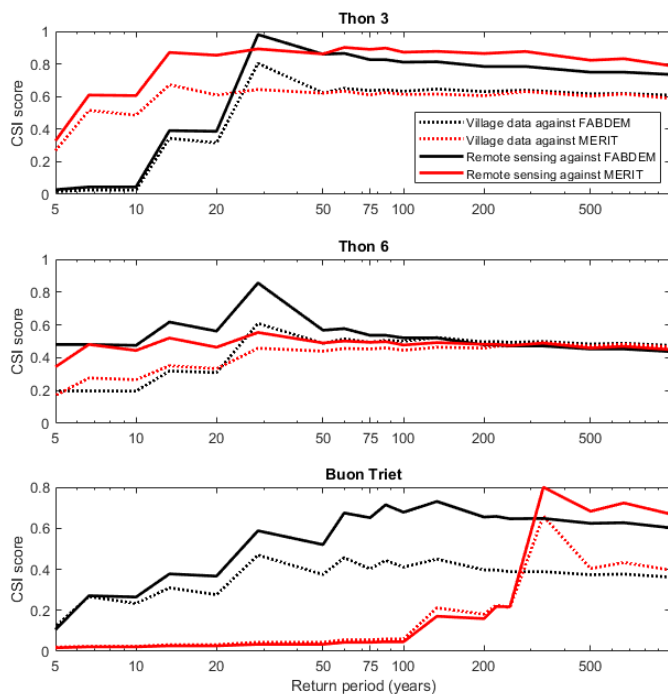 Thon 3
1
0.8
0.6
0.4
0.2
0
CSI score
Village data against FABDEM
Village data against MERIT
Remote sensing against FABDEM
Remote sensing against MERIT
5 10 20 50 75 100 200 500
Thon 6
1
0.8
0.6
0.4
0.2
0
CSI score
5 10 20 50 75 100 200 500
Buon Triet
0.8
0.6
0.4
0.2
0
CSI score
5 10 20 50 75 100 200 500
Return period (years)